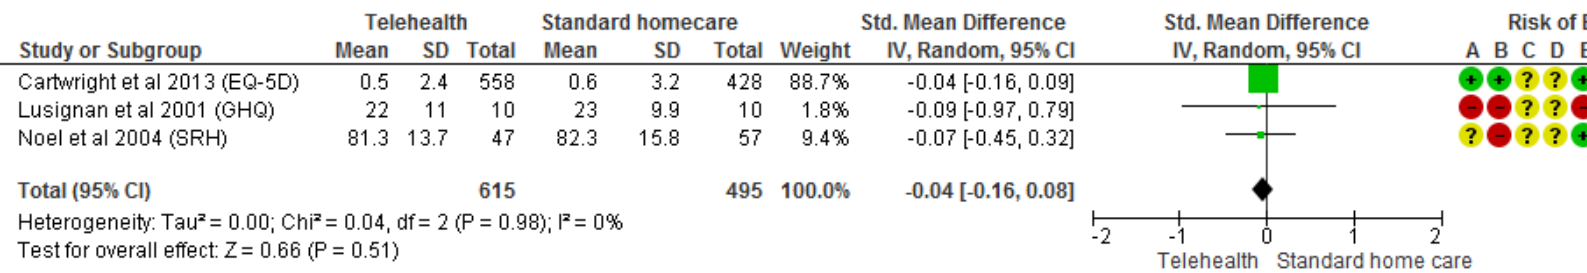 Telehealth Standard homecare Std. Mean Difference Std. Mean Difference Risk of B
Study or Subgroup Mean SD Total Mean SD Total Weight IV, Random, 95% CI IV, Random, 95% CI A B C D E
Cartwright et al 2013 (EQ-5D) 0.5 2.4 558 0.6 3.2 428 88.7% -0.04 [-0.16, 0.09] + + ? ? +
Lusignan et al 2001 (GHQ) 22 11 10 23 9.9 10 1.8% -0.09 [-0.97, 0.79] - - ? ? -
Noel et al 2004 (SRH) 81.3 13.7 47 82.3 15.8 57 9.4% -0.07 [-0.45, 0.32] ? - ? ? +
Total (95% CI) 615 495 100.0% -0.04 [-0.16, 0.08]
Heterogeneity: Tau² = 0.00; Chi² = 0.04, df = 2 (P = 0.98); I² = 0%
Test for overall effect: Z = 0.66 (P = 0.51)
-2 -1 0 1 2
Telehealth Standard home care